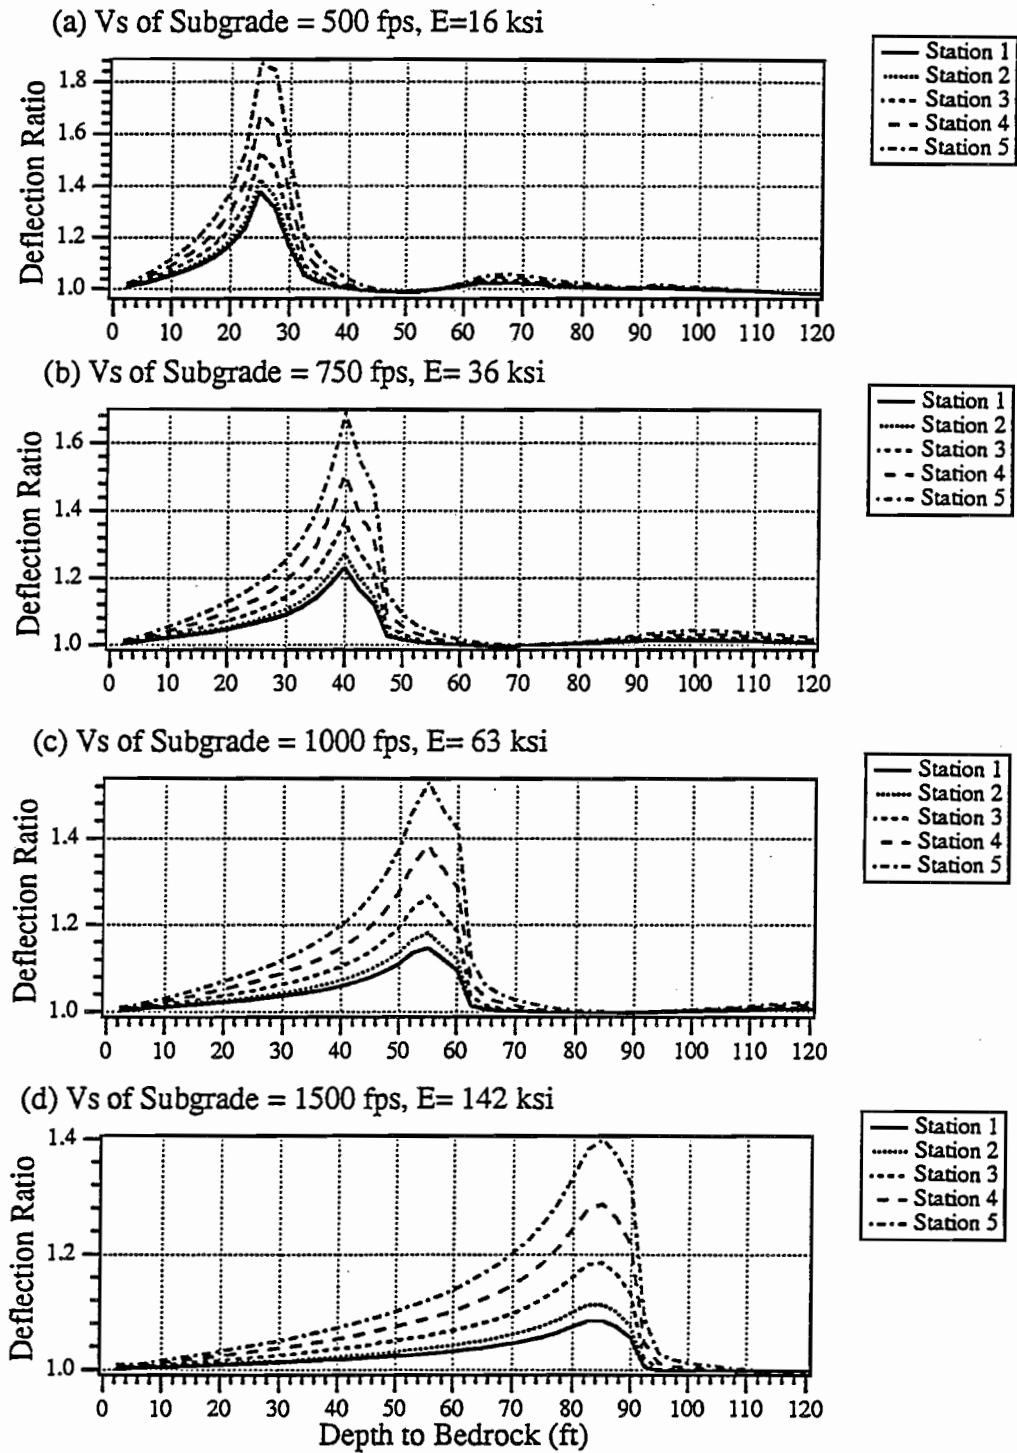 (a) Vs of Subgrade = 500 fps, E=16 ksi
Deflection Ratio
1.8
1.6
1.4
1.2
1.0
0 10 20 30 40 50 60 70 80 90 100 110 120
Station 1
Station 2
Station 3
Station 4
Station 5
(b) Vs of Subgrade = 750 fps, E= 36 ksi
Deflection Ratio
1.6
1.4
1.2
1.0
0 10 20 30 40 50 60 70 80 90 100 110 120
Station 1
Station 2
Station 3
Station 4
Station 5
(c) Vs of Subgrade = 1000 fps, E= 63 ksi
Deflection Ratio
1.4
1.2
1.0
0 10 20 30 40 50 60 70 80 90 100 110 120
Station 1
Station 2
Station 3
Station 4
Station 5
(d) Vs of Subgrade = 1500 fps, E= 142 ksi
Deflection Ratio
1.4
1.2
1.0
0 10 20 30 40 50 60 70 80 90 100 110 120
Depth to Bedrock (ft)
Station 1
Station 2
Station 3
Station 4
Station 5